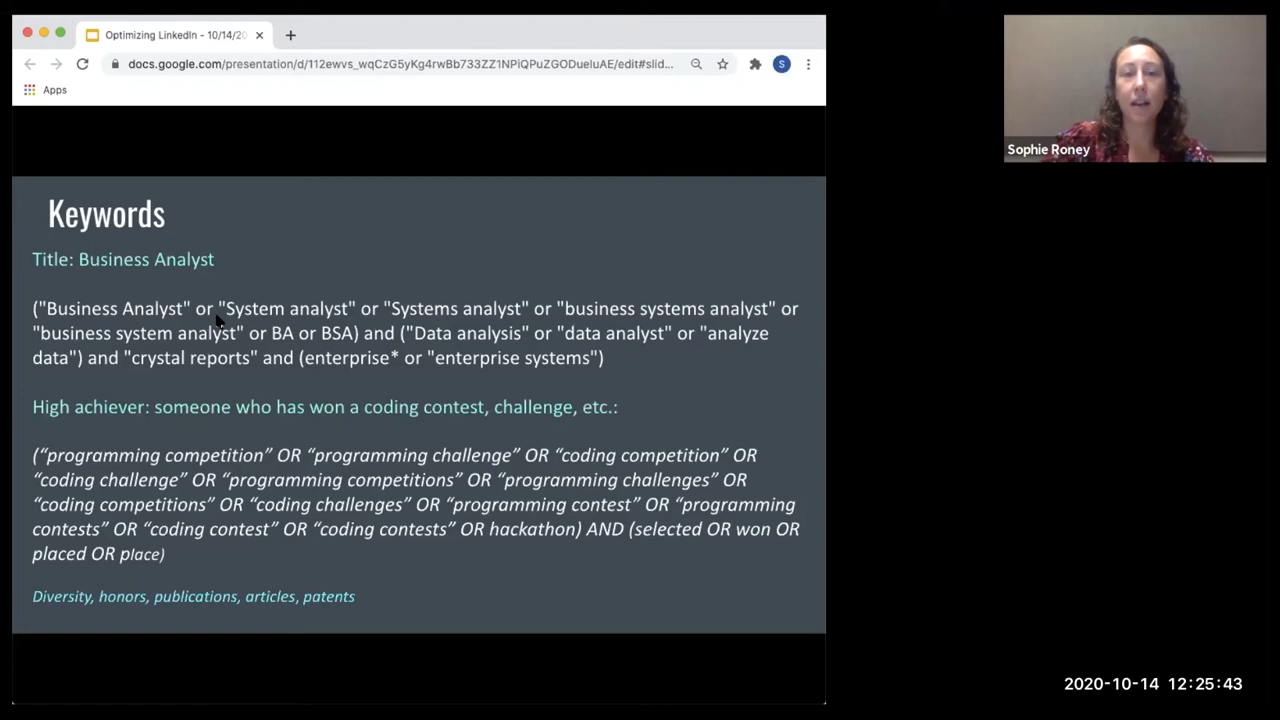 Optimizing LinkedIn - 10/14/20
docs.google.com/presentation/d/112ewvs_wqCzG5yKg4rwBb733ZZ1NPiQPuZGODueluAE/edit#slid...
S
Apps
Sophie Roney
Keywords
Title: Business Analyst
("Business Analyst" or "System analyst" or "Systems analyst" or "business systems analyst" or
"business system analyst" or BA or BSA) and ("Data analysis" or "data analyst" or "analyze
data") and "crystal reports" and (enterprise* or "enterprise systems")
High achiever: someone who has won a coding contest, challenge, etc.:
(“programming competition” OR “programming challenge” OR “coding competition” OR
“coding challenge” OR “programming competitions” OR “programming challenges” OR
“coding competitions” OR “coding challenges” OR “programming contest” OR “programming
contests” OR “coding contest” OR “coding contests” OR hackathon) AND (selected OR won OR
placed OR place)
Diversity, honors, publications, articles, patents
2020-10-14 12:25:43